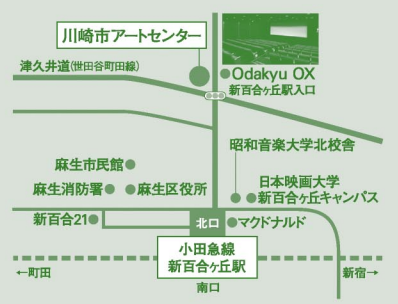 川崎市アートセンター
津久井道(世田谷町田線)
Odakyu OX
新百合ヶ丘駅入口
昭和音楽大学北校舎
麻生市民館
日本映画大学
新百合ヶ丘キャンパス
麻生消防署
麻生区役所
新百合21
北口
マクドナルド
小田急線
新百合ヶ丘駅
←町田
新宿→
南口